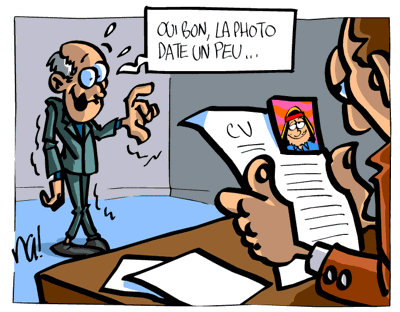 OUI BON, LA PHOTO
DATE UN PEU...
CV
na!